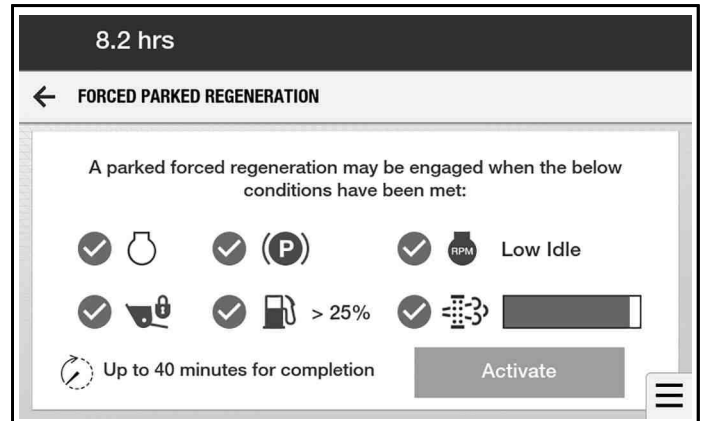 8.2 hrs
FORCED PARKED REGENERATION
A parked forced regeneration may be engaged when the below
conditions have been met:
P
RPM Low Idle
> 25%
Up to 40 minutes for completion
Activate